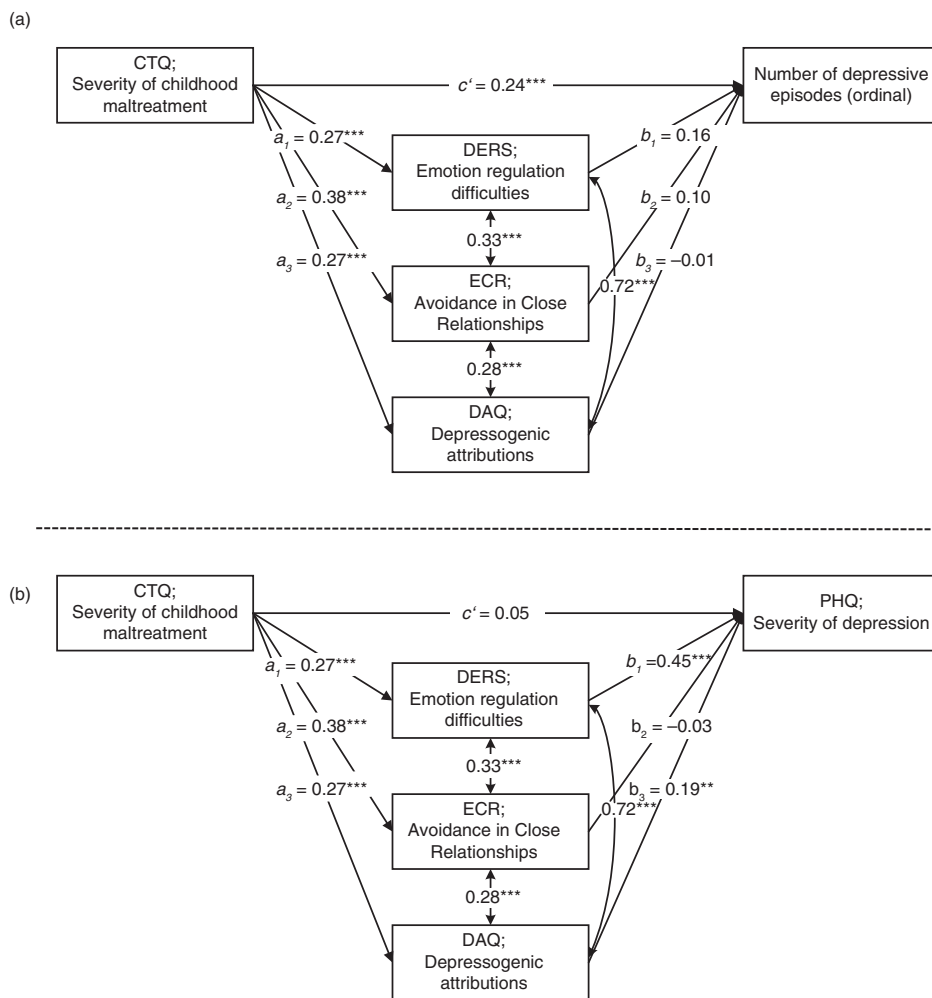 (a)
CTQ;
Severity of childhood
maltreatment
c‘ = 0.24***
Number of depressive
episodes (ordinal)
a1 = 0.27***
DERS;
Emotion regulation
difficulties
b1 = 0.16
a2 = 0.38***
b2 = 0.10
0.33***
a3 = 0.27***
b3 = –0.01
ECR;
Avoidance in Close
Relationships
0.72***
0.28***
DAQ;
Depressogenic
attributions
(b)
CTQ;
Severity of childhood
maltreatment
c‘ = 0.05
PHQ;
Severity of depression
a1 = 0.27***
DERS;
Emotion regulation
difficulties
b1 =0.45***
a2 = 0.38***
b2 = –0.03
0.33***
a3 = 0.27***
b3 = 0.19**
ECR;
Avoidance in Close
Relationships
0.72***
0.28***
DAQ;
Depressogenic
attributions